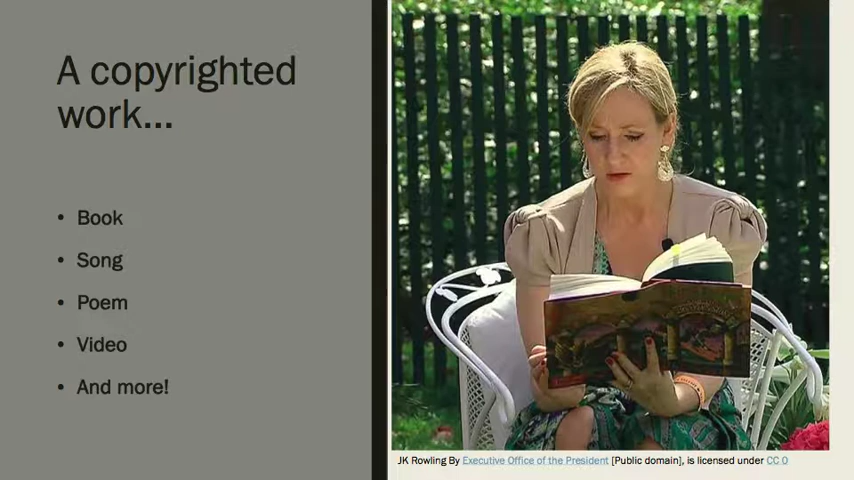 A copyrighted
work...
• Book
• Song
• Poem
• Video
• And more!
JK Rowling By Executive Office of the President [Public domain], is licensed under CC 0